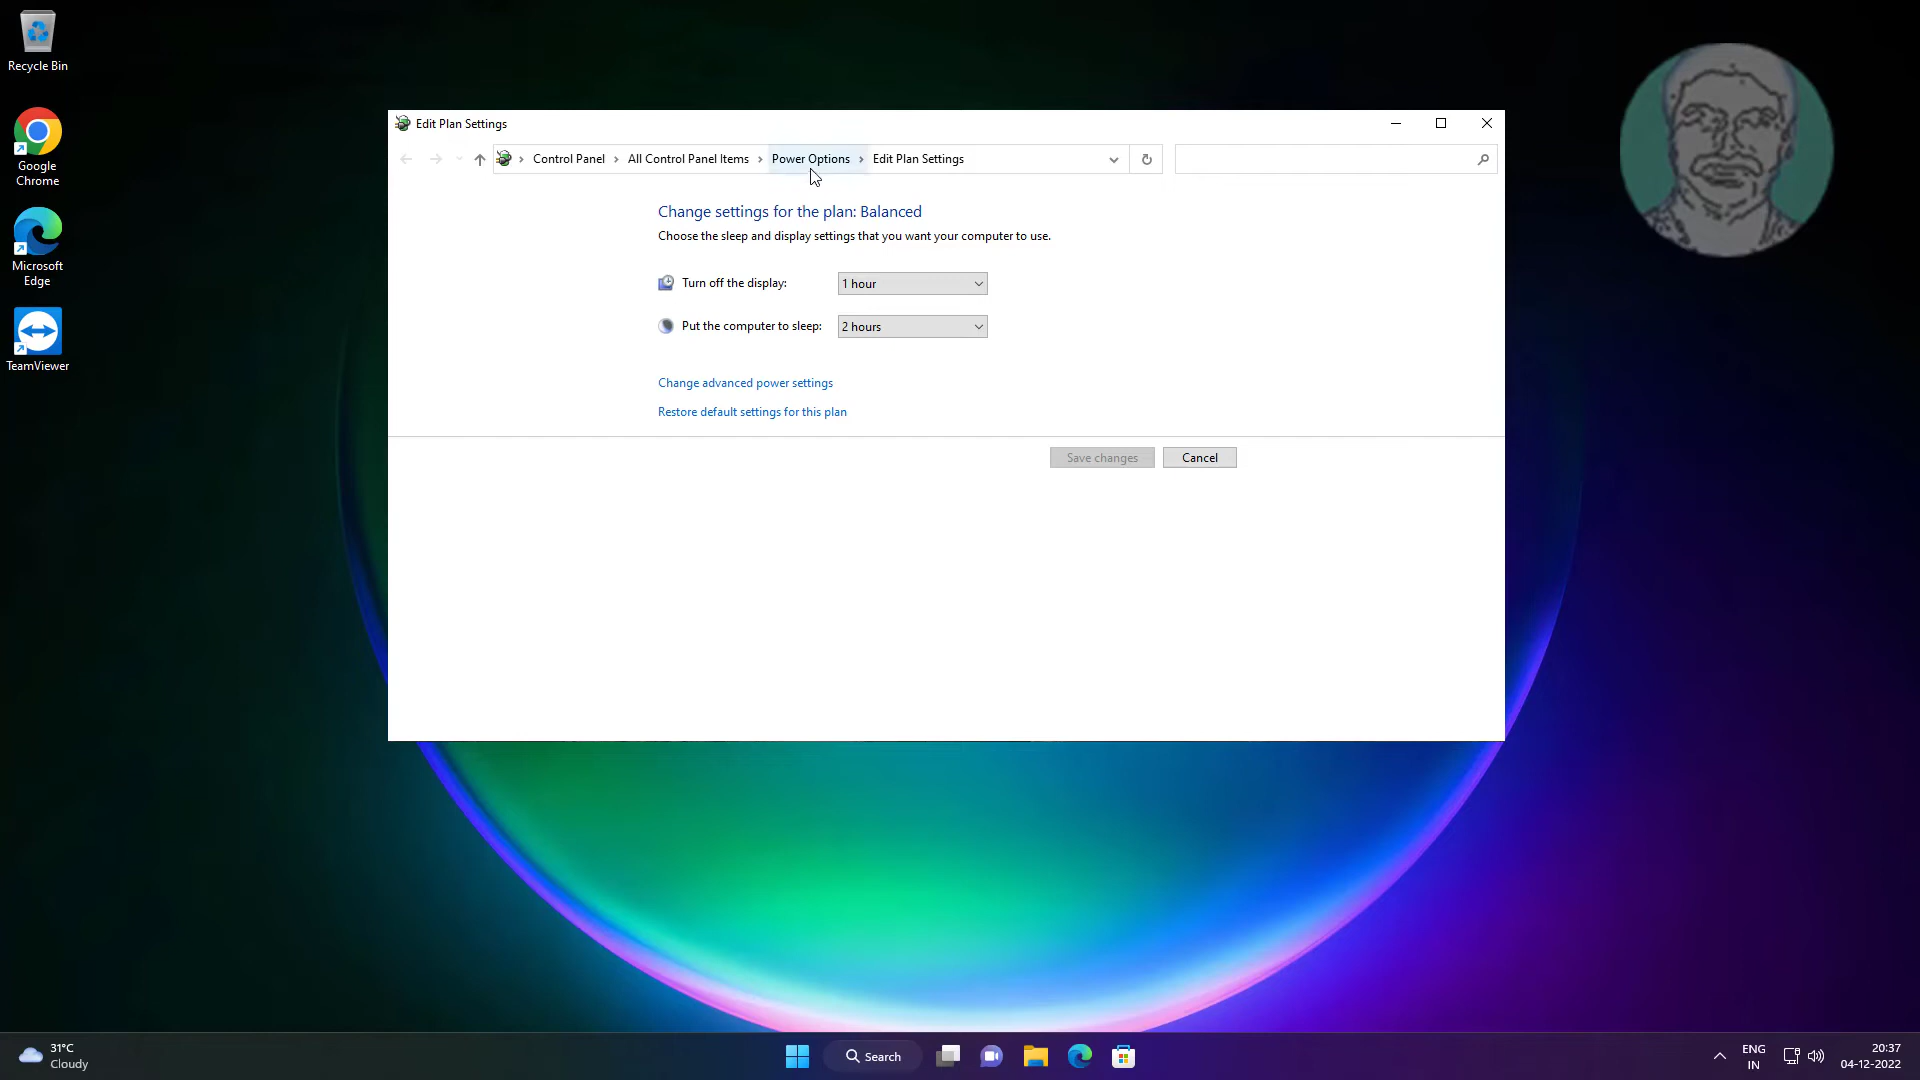 Recycle Bin
Google
Chrome
Microsoft
Edge
TeamViewer
Edit Plan Settings
Control Panel
All Control Panel Items
Power Options
Edit Plan Settings
Change settings for the plan: Balanced
Choose the sleep and display settings that you want your computer to use.
Turn off the display:
1 hour
Put the computer to sleep:
2 hours
Change advanced power settings
Restore default settings for this plan
Save changes
Cancel
31°C
Cloudy
Search
ENG
IN
20:37
04-12-2022